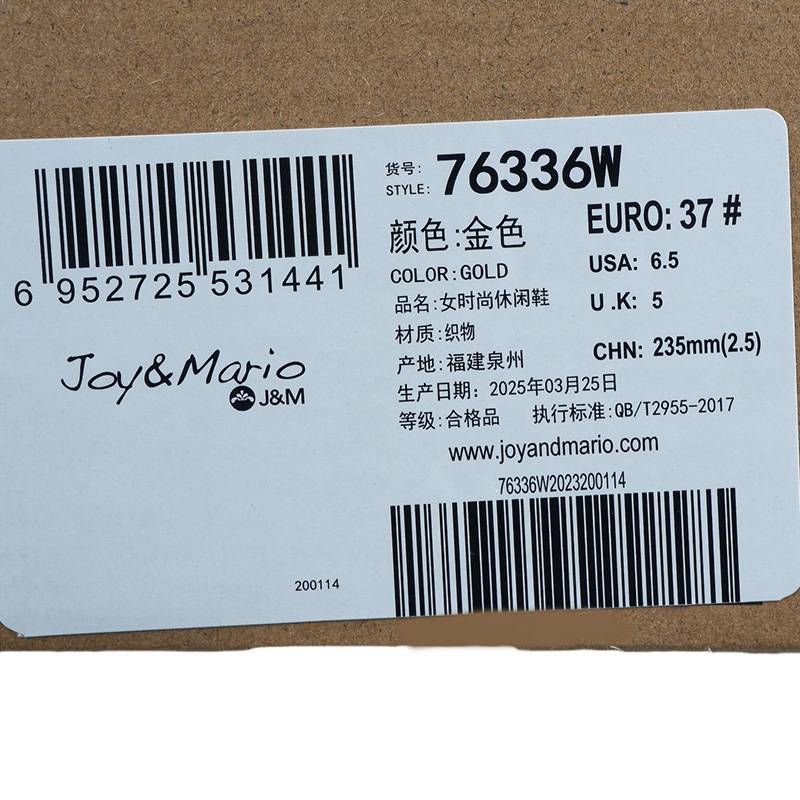 6 952725 531441
Joy&Mario
J&M
200114
货号:
STYLE: 76336W
颜色:金色
COLOR:GOLD
品名:女时尚休闲鞋
材质:织物
产地:福建泉州
生产日期: 2025年03月25日
等级:合格品 执行标准:QB/T2955-2017
EURO: 37 #
USA: 6.5
U .K: 5
CHN: 235mm(2.5)
www.joyandmario.com
76336W2023200114